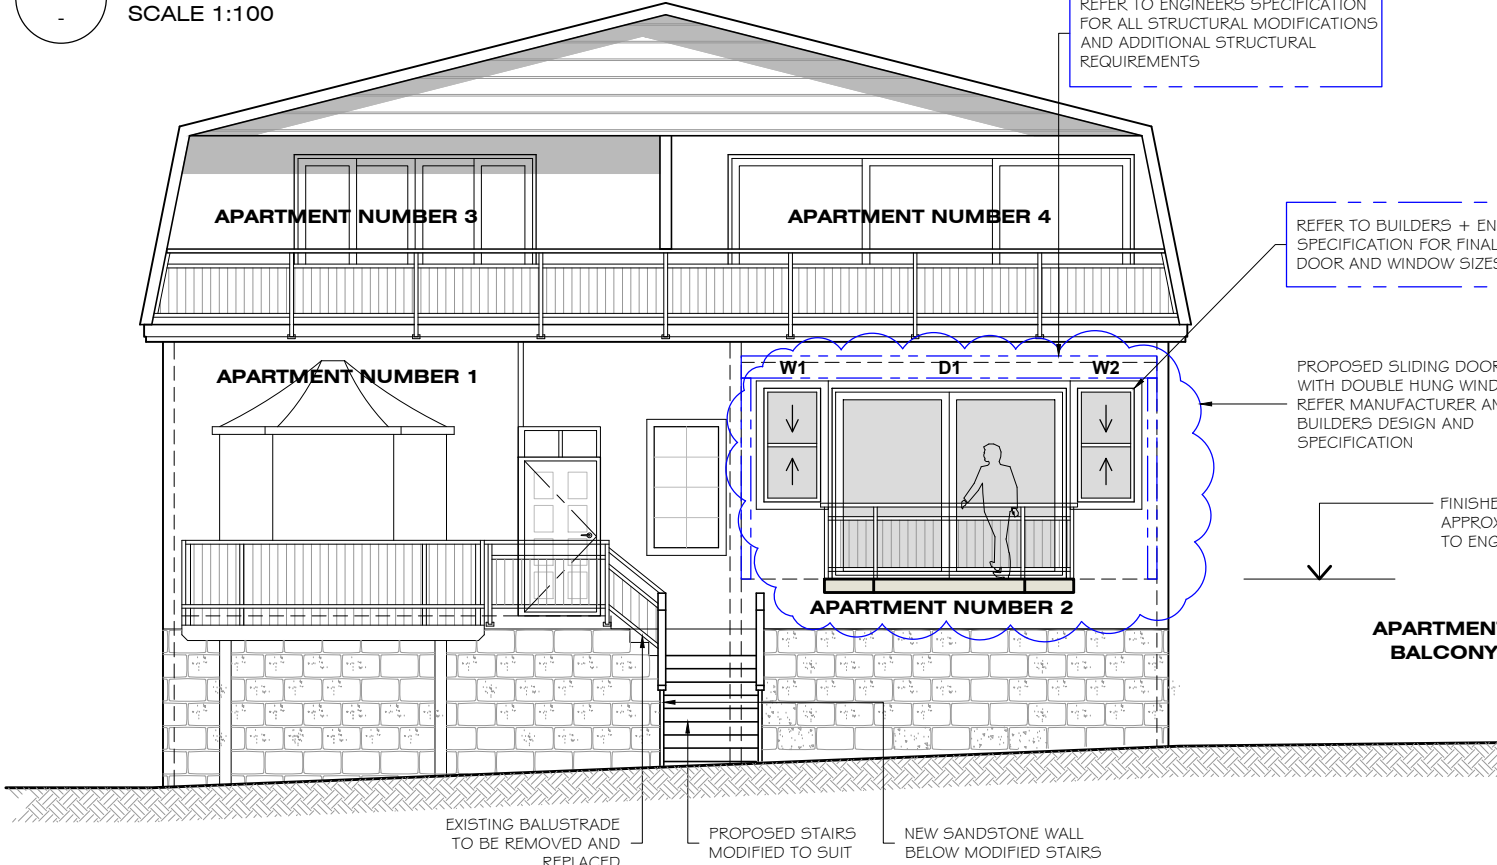 -
SCALE 1:100
REFER TO ENGINEERS SPECIFICATION
FOR ALL STRUCTURAL MODIFICATIONS
AND ADDITIONAL STRUCTURAL
REQUIREMENTS
APARTMENT NUMBER 3
APARTMENT NUMBER 4
REFER TO BUILDERS + EN
SPECIFICATION FOR FINAL
DOOR AND WINDOW SIZES
APARTMENT NUMBER 1
W1
D1
W2
PROPOSED SLIDING DOOR
WITH DOUBLE HUNG WIND
REFER MANUFACTURER AN
BUILDERS DESIGN AND
SPECIFICATION
FINISHE
APPROX
TO ENG
APARTMENT NUMBER 2
APARTMENT
BALCONY
EXISTING BALUSTRADE
TO BE REMOVED AND
REPLACED
PROPOSED STAIRS
MODIFIED TO SUIT
NEW SANDSTONE WALL
BELOW MODIFIED STAIRS